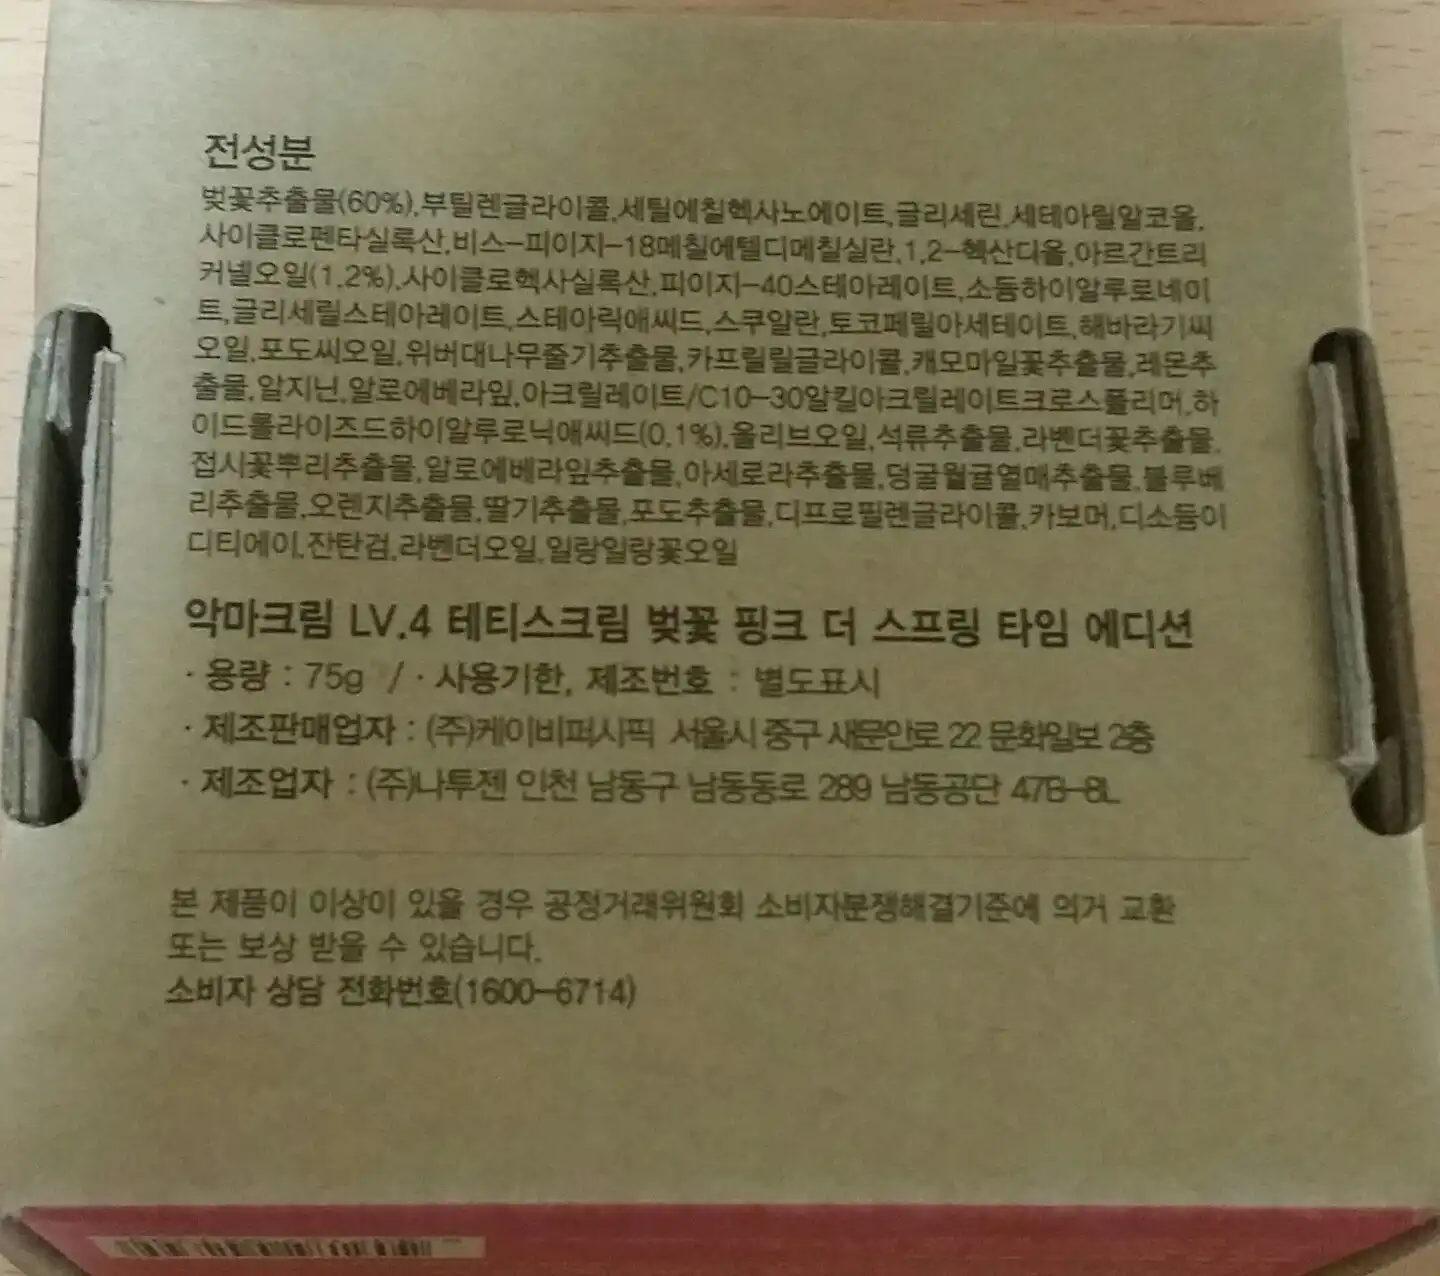 전성분
벚꽃추출물(60%),부틸렌글라이콜,세틸에칠헥사노에이트,글리세린,세테아릴알코올,
사이클로펜타실록산,비스-피이지-18메칠에텔디메칠실란,1,2-헥산디올,아르간트리
커넬오일(1.2%),사이클로헥사실록산,피이지-40스테아레이트,소듐하이알루로네이
트,글리세릴스테아레이트,스테아릭애씨드,스쿠알란,토코페릴아세테이트,해바라기씨
오일,포도씨오일,위버대나무줄기추출물,카프릴릴글라이콜,캐모마일꽃추출물,레몬추
출물,알지닌,알로에베라잎,아크릴레이트/C10-30알킬아크릴레이트크로스폴리머,하
이드롤라이즈드하이알루로닉애씨드(0.1%),올리브오일,석류추출물,라벤더꽃추출물,
접시꽃뿌리추출물,알로에베라잎추출물,아세로라추출물,덩굴월귤열매추출물,블루베
리추출물,오렌지추출물,딸기추출물,포도추출물,디프로필렌글라이콜,카보머,디소듐이
디티에이,잔탄검,라벤더오일,일랑일랑꽃오일
악마크림 LV.4 테티스크림 벚꽃 핑크 더 스프링 타임 에디션
· 용량 : 75g / · 사용기한, 제조번호 : 별도표시
· 제조판매업자 : (주)케이비퍼시픽 서울시 중구 새문안로 22 문화일보 2층
· 제조업자 : (주)나투젠 인천 남동구 남동동로 289 남동공단 47B-8L
본 제품이 이상이 있을 경우 공정거래위원회 소비자분쟁해결기준에 의거 교환
또는 보상 받을 수 있습니다.
소비자 상담 전화번호(1600-6714)